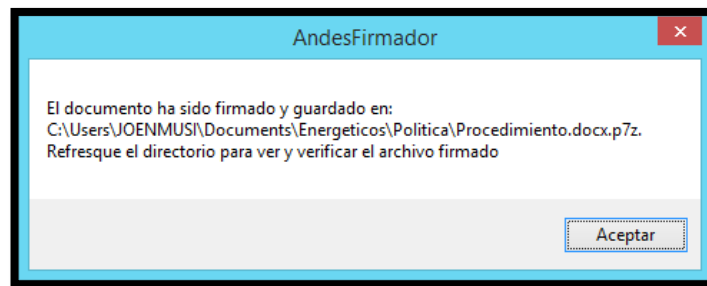 AndesFirmador
El documento ha sido firmado y guardado en:
C:\Users\JOENMUSI\Documents\Energeticos\Politica\Procedimiento.docx.p7z.
Refresque el directorio para ver y verificar el archivo firmado
Aceptar